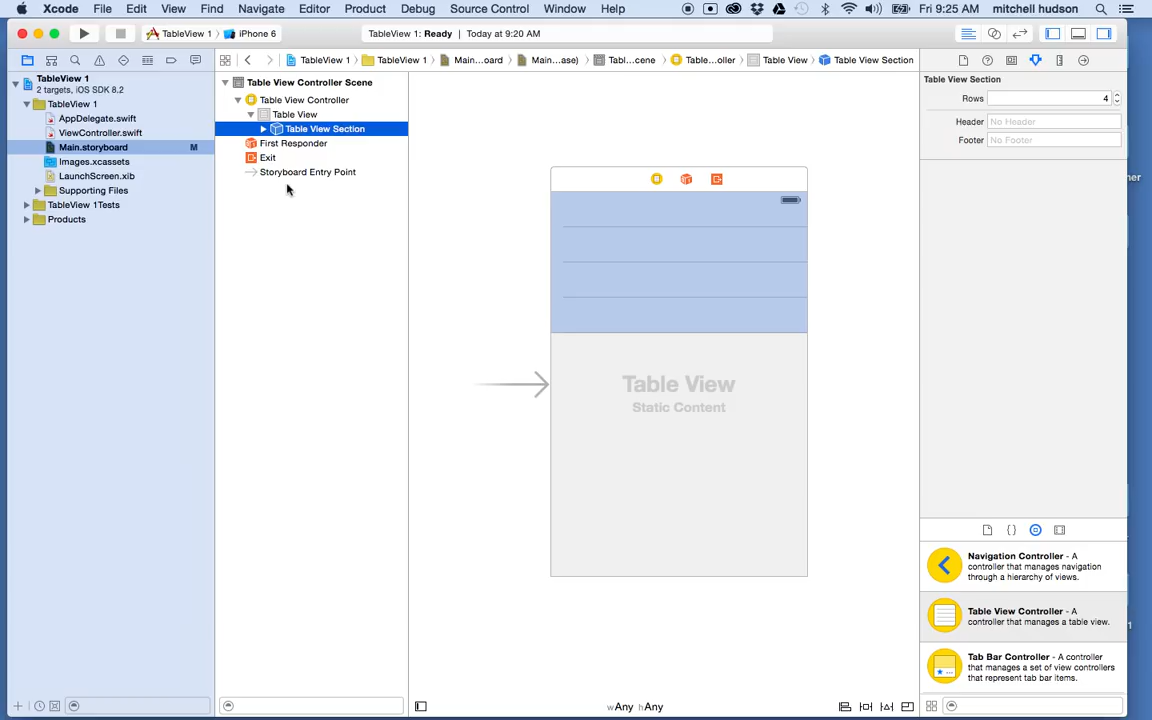 Xcode File Edit View Find Navigate Editor Product Debug Source Control Window Help Fri 9:25 AM mitchell hudson
TableView 1 iPhone 6 TableView 1: Ready Today at 9:20 AM
TableView 1 TableView 1 Main....oard Main....ase) Tabl...cene Table...oller Table View Table View Section
TableView 1
2 targets, iOS SDK 8.2
TableView 1
AppDelegate.swift
ViewController.swift
Main.storyboard M
Images.xcassets
LaunchScreen.xib
Supporting Files
TableView 1Tests
Products
Table View Controller Scene
Table View Controller
Table View
Table View Section
First Responder
Exit
Storyboard Entry Point
Table View
Static Content
wAny hAny
Table View Section
Rows 4
Header No Header
Footer No Footer
Navigation Controller - A
controller that manages navigation
through a hierarchy of views.
Table View Controller - A
controller that manages a table view.
Tab Bar Controller - A controller
that manages a set of view controllers
that represent tab bar items.
ner
1